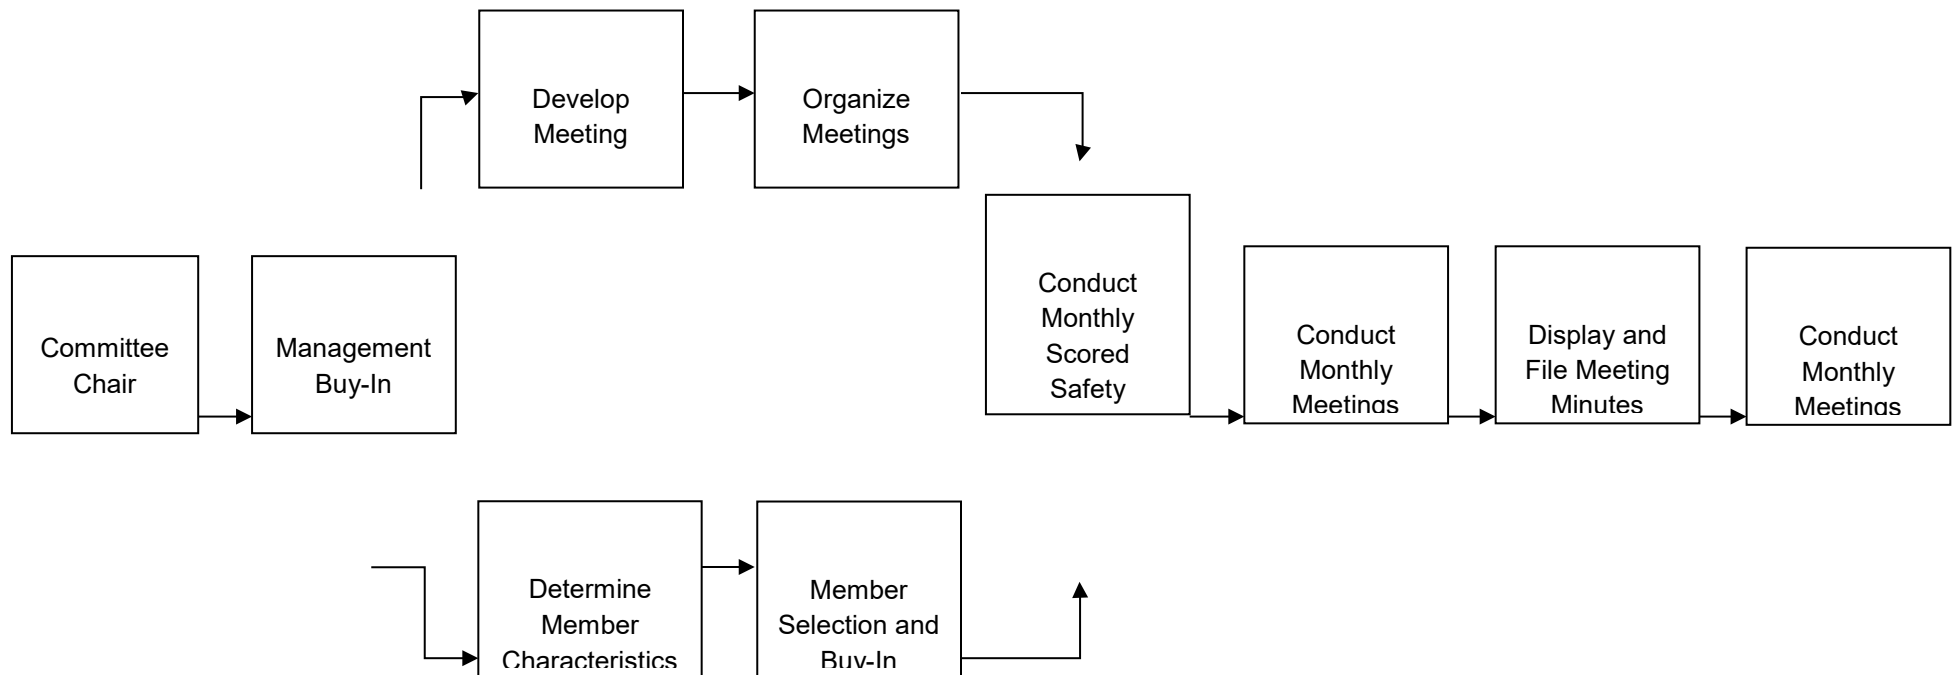 Develop
Meeting
Organize
Meetings
Committee
Chair
Management
Buy-In
Conduct
Monthly
Scored
Safety
Conduct
Monthly
Meetings
Display and
File Meeting
Minutes
Conduct
Monthly
Meetings
Determine
Member
Characteristics
Member
Selection and
Buy-In